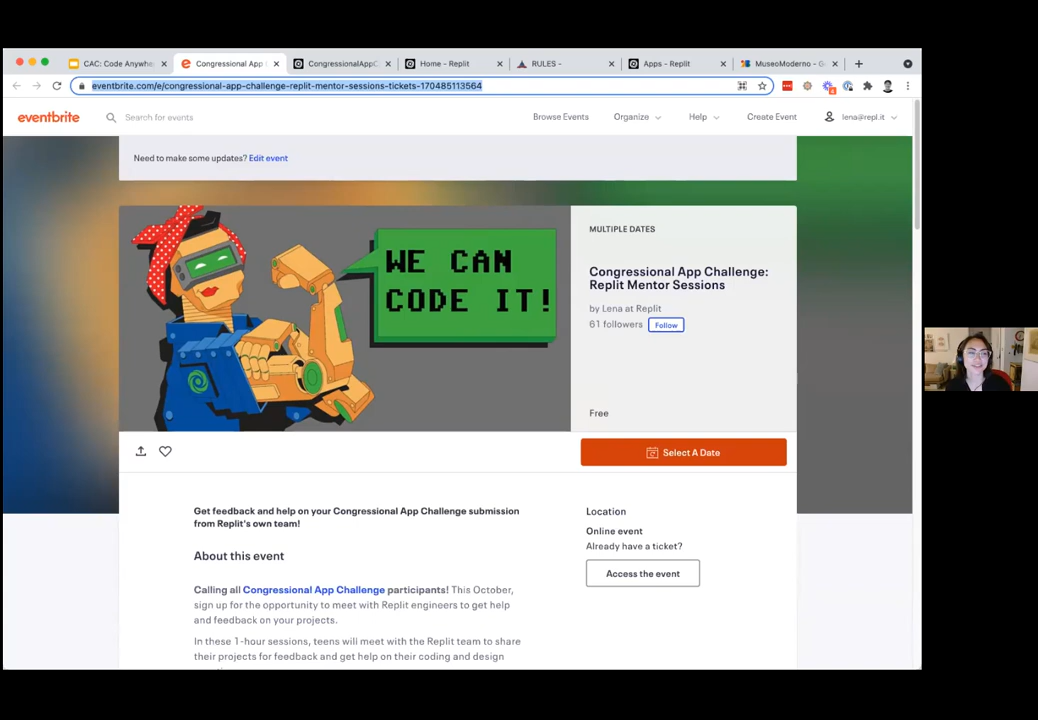 CAC: Code Anywhe
Congressional App
CongressionalAppC
Home - Replit
RULES -
Apps - Replit
MuseoModerno - G
eventbrite.com/e/congressional-app-challenge-replit-mentor-sessions-tickets-170485113564
eventbrite
Search for events
Browse Events
Organize
Help
Create Event
lena@repl.it
Need to make some updates? Edit event
WE CAN
CODE IT!
MULTIPLE DATES
Congressional App Challenge:
Replit Mentor Sessions
by Lena at Replit
61 followers
Follow
Free
Select A Date
Get feedback and help on your Congressional App Challenge submission
from Replit's own team!
About this event
Calling all Congressional App Challenge participants! This October,
sign up for the opportunity to meet with Replit engineers to get help
and feedback on your projects.
In these 1-hour sessions, teens will meet with the Replit team to share
their projects for feedback and get help on their coding and design
Location
Online event
Already have a ticket?
Access the event